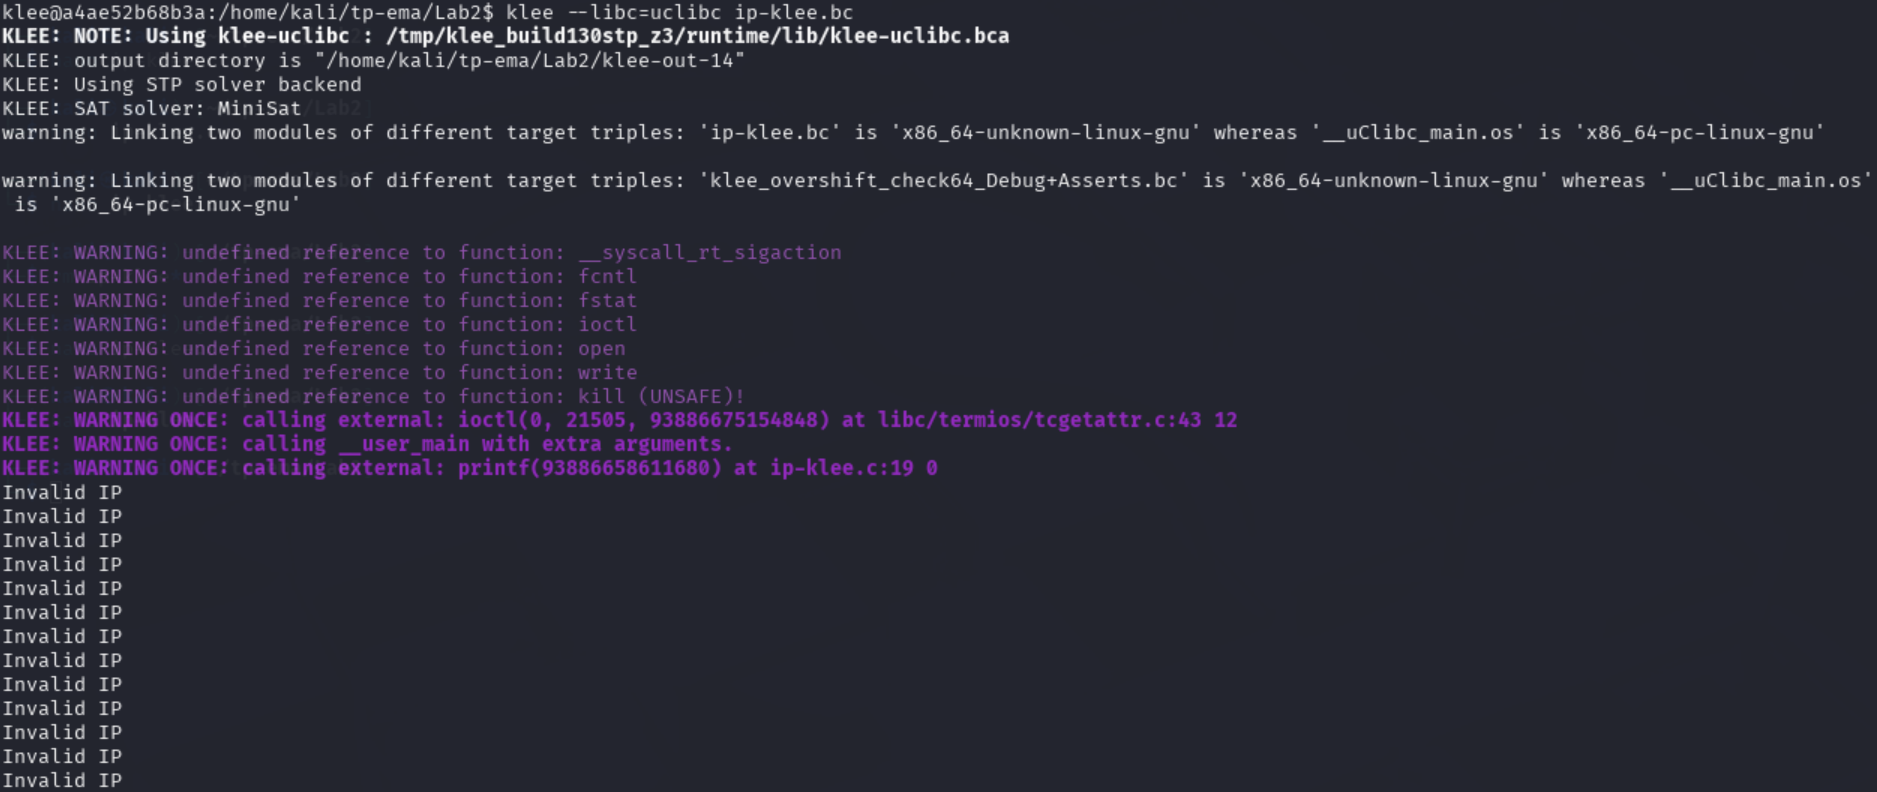 klee@a4ae52b68b3a:/home/kali/tp-ema/Lab2$ klee --libc=uclibc ip-klee.bc
KLEE: NOTE: Using klee-uclibc : /tmp/klee_build130stp_z3/runtime/lib/klee-uclibc.bca
KLEE: output directory is "/home/kali/tp-ema/Lab2/klee-out-14"
KLEE: Using STP solver backend
KLEE: SAT solver: MiniSat
warning: Linking two modules of different target triples: 'ip-klee.bc' is 'x86_64-unknown-linux-gnu' whereas '__uClibc_main.os' is 'x86_64-pc-linux-gnu'
warning: Linking two modules of different target triples: 'klee_overshift_check64_Debug+Asserts.bc' is 'x86_64-unknown-linux-gnu' whereas '__uClibc_main.os'
is 'x86_64-pc-linux-gnu'
KLEE: WARNING: undefined reference to function: __syscall_rt_sigaction
KLEE: WARNING: undefined reference to function: fcntl
KLEE: WARNING: undefined reference to function: fstat
KLEE: WARNING: undefined reference to function: ioctl
KLEE: WARNING: undefined reference to function: open
KLEE: WARNING: undefined reference to function: write
KLEE: WARNING: undefined reference to function: kill (UNSAFE)!
KLEE: WARNING ONCE: calling external: ioctl(0, 21505, 93886675154848) at libc/termios/tcgetattr.c:43 12
KLEE: WARNING ONCE: calling __user_main with extra arguments.
KLEE: WARNING ONCE: calling external: printf(93886658611680) at ip-klee.c:19 0
Invalid IP
Invalid IP
Invalid IP
Invalid IP
Invalid IP
Invalid IP
Invalid IP
Invalid IP
Invalid IP
Invalid IP
Invalid IP
Invalid IP
Invalid IP